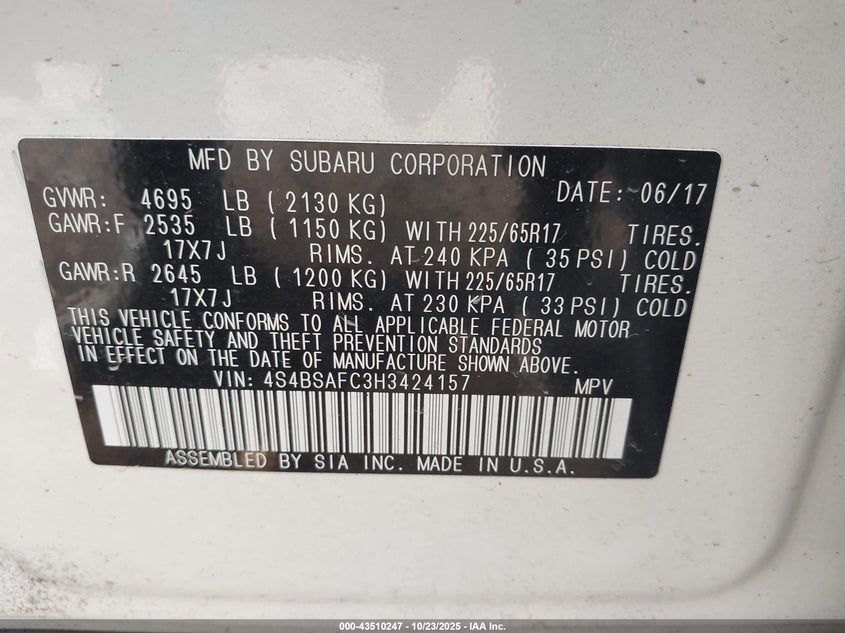 MFD BY SUBARU CORPORATION
DATE: 06/17
GVWR: 4695 LB ( 2130 KG)
GAWR:F 2535 LB ( 1150 KG) WITH 225/65R17 TIRES.
17X7J RIMS. AT 240 KPA ( 35 PSI) COLD
GAWR:R 2645 LB ( 1200 KG) WITH 225/65R17 TIRES.
17X7J RIMS. AT 230 KPA ( 33 PSI) COLD
THIS VEHICLE CONFORMS TO ALL APPLICABLE FEDERAL MOTOR
VEHICLE SAFETY AND THEFT PREVENTION STANDARDS
IN EFFECT ON THE DATE OF MANUFACTURE SHOWN ABOVE.
VIN: 4S4BSAFC3H3424157 MPV
ASSEMBLED BY SIA INC. MADE IN U.S.A.
000-43510247 - 10/23/2025 - IAA Inc.